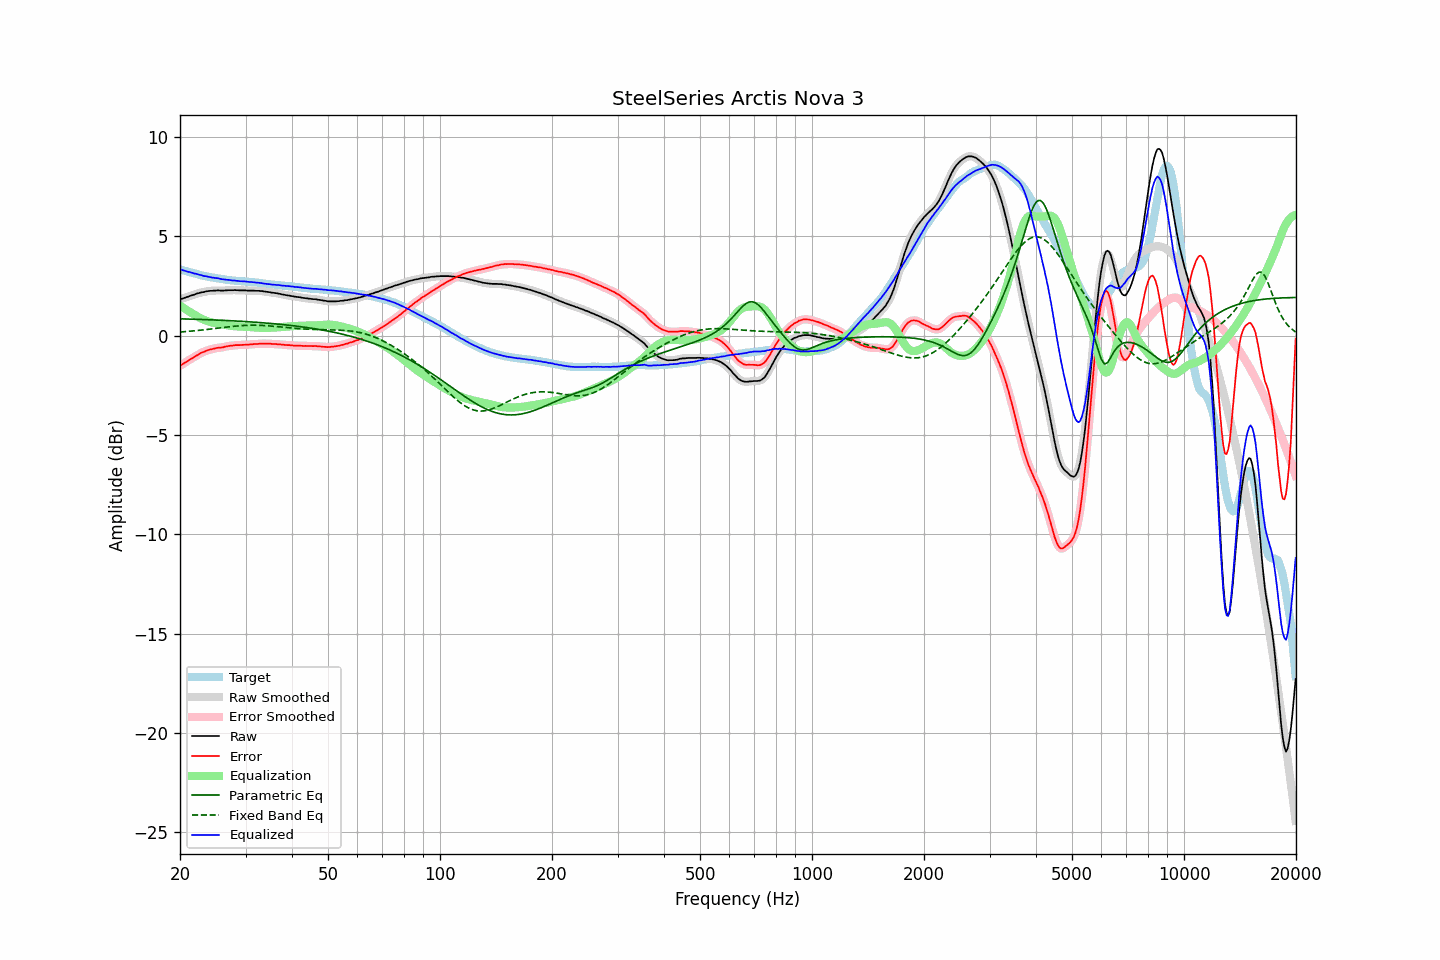 SteelSeries Arctis Nova 3
Amplitude (dBr)
10
5
0
−5
−10
−15
−20
−25
Target
Raw Smoothed
Error Smoothed
Raw
Error
Equalization
Parametric Eq
Fixed Band Eq
Equalized
20 50 100 200 500 1000 2000 5000 10000 20000
Frequency (Hz)